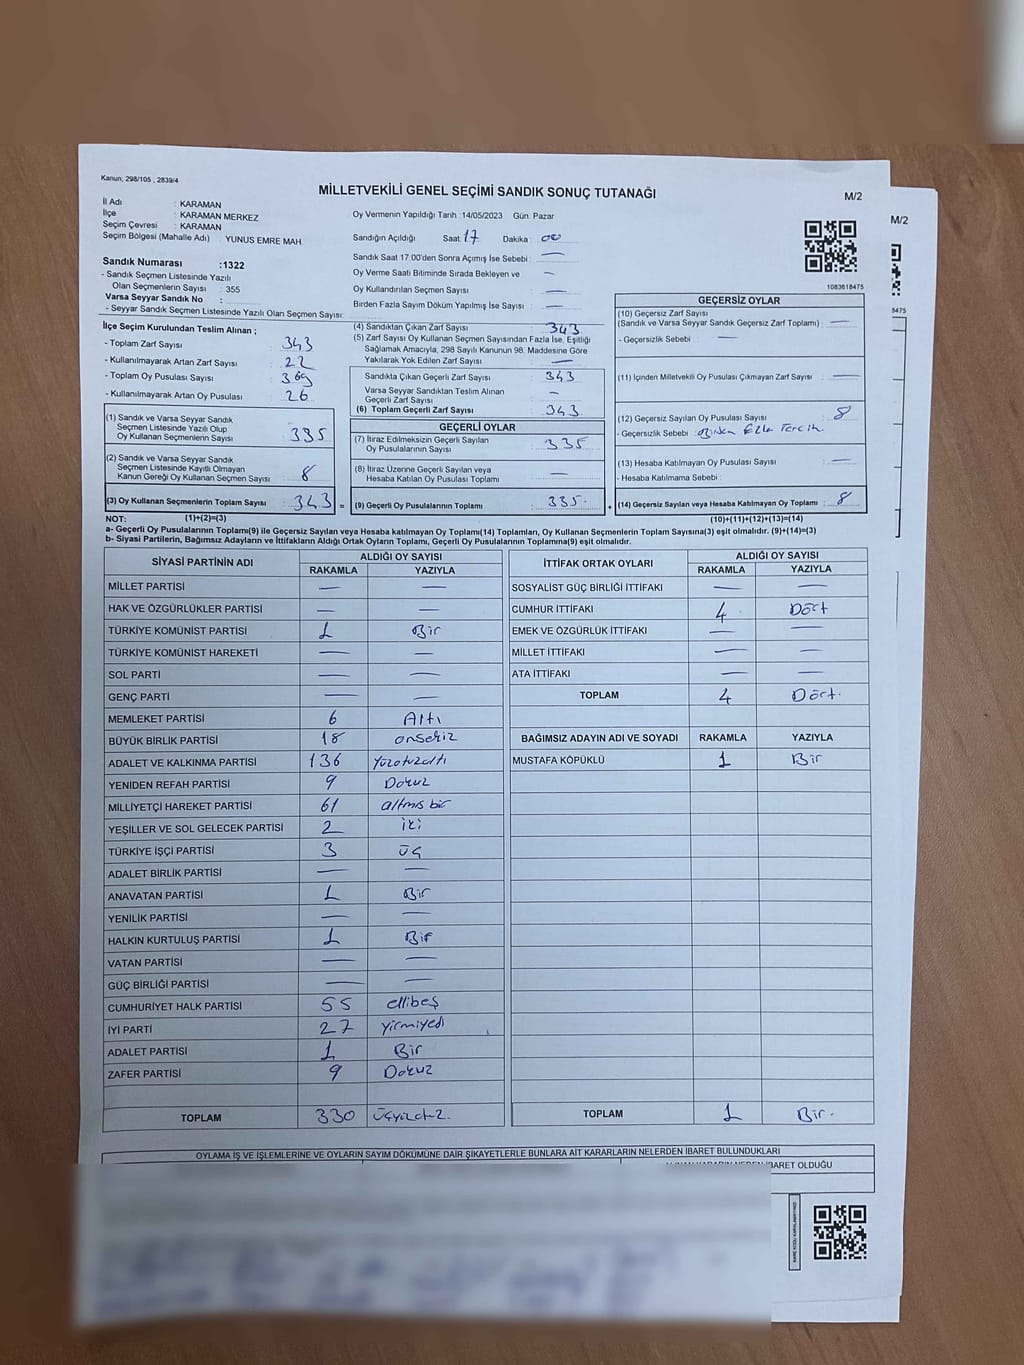 Kanun; 298/105 , 2839/4
MİLLETVEKİLİ GENEL SEÇİMİ SANDIK SONUÇ TUTANAĞI
M/2
M/2
İl Adı : KARAMAN
İlçe : KARAMAN MERKEZ
Seçim Çevresi : KARAMAN
Seçim Bölgesi (Mahalle Adı) : YUNUS EMRE MAH.
Oy Vermenin Yapıldığı Tarih :14/05/2023 Gün: Pazar
Sandığın Açıldığı Saat: 17 Dakika : 00
Sandık Saat 17.00'den Sonra Açımış İse Sebebi : —
Oy Verme Saati Bitiminde Sırada Bekleyen ve —
Oy Kullandırılan Seçmen Sayısı : —
Birden Fazla Sayım Döküm Yapılmış İse Sayısı : —
1083618475
Sandık Numarası :1322
- Sandık Seçmen Listesinde Yazılı
Olan Seçmenlerin Sayısı : 355
Varsa Seyyar Sandık No :
- Seyyar Sandık Seçmen Listesinde Yazılı Olan Seçmen Sayısı:
İlçe Seçim Kurulundan Teslim Alınan ;
- Toplam Zarf Sayısı : 343
- Kullanılmayarak Artan Zarf Sayısı : 22
- Toplam Oy Pusulası Sayısı : 369
- Kullanılmayarak Artan Oy Pusulası : 26
(1) Sandık ve Varsa Seyyar Sandık
Seçmen Listesinde Yazılı Olup
Oy Kullanan Seçmenlerin Sayısı : 335
(2) Sandık ve Varsa Seyyar Sandık
Seçmen Listesinde Kayıtlı Olmayan
Kanun Gereği Oy Kullanan Seçmen Sayısı : 8
(3) Oy Kullanan Seçmenlerin Toplam Sayısı : 343 =
(4) Sandıktan Çıkan Zarf Sayısı : 343
(5) Zarf Sayısı Oy Kullanan Seçmen Sayısından Fazla İse, Eşitliği
Sağlamak Amacıyla, 298 Sayılı Kanunun 98. Maddesine Göre
Yakılarak Yok Edilen Zarf Sayısı : —
Sandıkta Çıkan Geçerli Zarf Sayısı : 343
Varsa Seyyar Sandıktan Teslim Alınan
Geçerli Zarf Sayısı : —
(6) Toplam Geçerli Zarf Sayısı : 343
GEÇERLİ OYLAR
(7) İtiraz Edilmeksizin Geçerli Sayılan
Oy Pusulalarının Sayısı : 335
(8) İtiraz Üzerine Geçerli Sayılan veya
Hesaba Katılan Oy Pusulası Toplamı : —
(9) Geçerli Oy Pusulalarının Toplamı : 335. +
GEÇERSİZ OYLAR
(10) Geçersiz Zarf Sayısı
(Sandık ve Varsa Seyyar Sandık Geçersiz Zarf Toplamı) : —
- Geçersizlik Sebebi : —
(11) İçinden Milletvekili Oy Pusulası Çıkmayan Zarf Sayısı : —
(12) Geçersiz Sayılan Oy Pusulası Sayısı : 8
- Geçersizlik Sebebi : Birden Fazla Tercih.
(13) Hesaba Katılmayan Oy Pusulası Sayısı : —
- Hesaba Katılmama Sebebi :
(14) Geçersiz Sayılan veya Hesaba Katılmayan Oy Toplamı : 8
NOT: (1)+(2)=(3) (10)+(11)+(12)+(13)=(14)
a- Geçerli Oy Pusulalarının Toplamı(9) ile Geçersiz Sayılan veya Hesaba katılmayan Oy Toplamı(14) Toplamları, Oy Kullanan Seçmenlerin Toplam Sayısına(3) eşit olmalıdır. (9)+(14)=(3)
b- Siyasi Partilerin, Bağımsız Adayların ve İttifakların Aldığı Ortak Oyların Toplamı, Geçerli Oy Pusulalarının Toplamına(9) eşit olmalıdır.
SİYASİ PARTİNİN ADI ALDIĞI OY SAYISI
RAKAMLA YAZIYLA
MİLLET PARTİSİ — —
HAK VE ÖZGÜRLÜKLER PARTİSİ — —
TÜRKİYE KOMÜNİST PARTİSİ 1 Bir
TÜRKİYE KOMÜNİST HAREKETİ — —
SOL PARTİ — —
GENÇ PARTİ — —
MEMLEKET PARTİSİ 6 Altı
BÜYÜK BİRLİK PARTİSİ 18 onsekiz
ADALET VE KALKINMA PARTİSİ 136 Yüzotuzaltı
YENİDEN REFAH PARTİSİ 9 Dokuz
MİLLİYETÇİ HAREKET PARTİSİ 61 altmış bir
YEŞİLLER VE SOL GELECEK PARTİSİ 2 iki
TÜRKİYE İŞÇİ PARTİSİ 3 üç
ADALET BİRLİK PARTİSİ — —
ANAVATAN PARTİSİ 1 Bir
YENİLİK PARTİSİ — —
HALKIN KURTULUŞ PARTİSİ 1 Bir
VATAN PARTİSİ — —
GÜÇ BİRLİĞİ PARTİSİ — —
CUMHURİYET HALK PARTİSİ 55 ellibeş
İYİ PARTİ 27 yirmiyedi
ADALET PARTİSİ 1 Bir
ZAFER PARTİSİ 9 Dokuz
TOPLAM 330
İTTİFAK ORTAK OYLARI ALDIĞI OY SAYISI
RAKAMLA YAZIYLA
SOSYALİST GÜÇ BİRLİĞİ İTTİFAKI — —
CUMHUR İTTİFAKI 4 Dört
EMEK VE ÖZGÜRLÜK İTTİFAKI — —
MİLLET İTTİFAKI — —
ATA İTTİFAKI — —
TOPLAM 4 Dört.
BAĞIMSIZ ADAYIN ADI VE SOYADI RAKAMLA YAZIYLA
MUSTAFA KÖPÜKLÜ 1 Bir
TOPLAM 1 Bir.
OYLAMA İŞ VE İŞLEMLERİNE VE OYLARIN SAYIM DÖKÜMÜNE DAİR ŞİKAYETLERLE BUNLARA AİT KARARLARIN NELERDEN İBARET BULUNDUKLARI
İBARET OLDUĞU